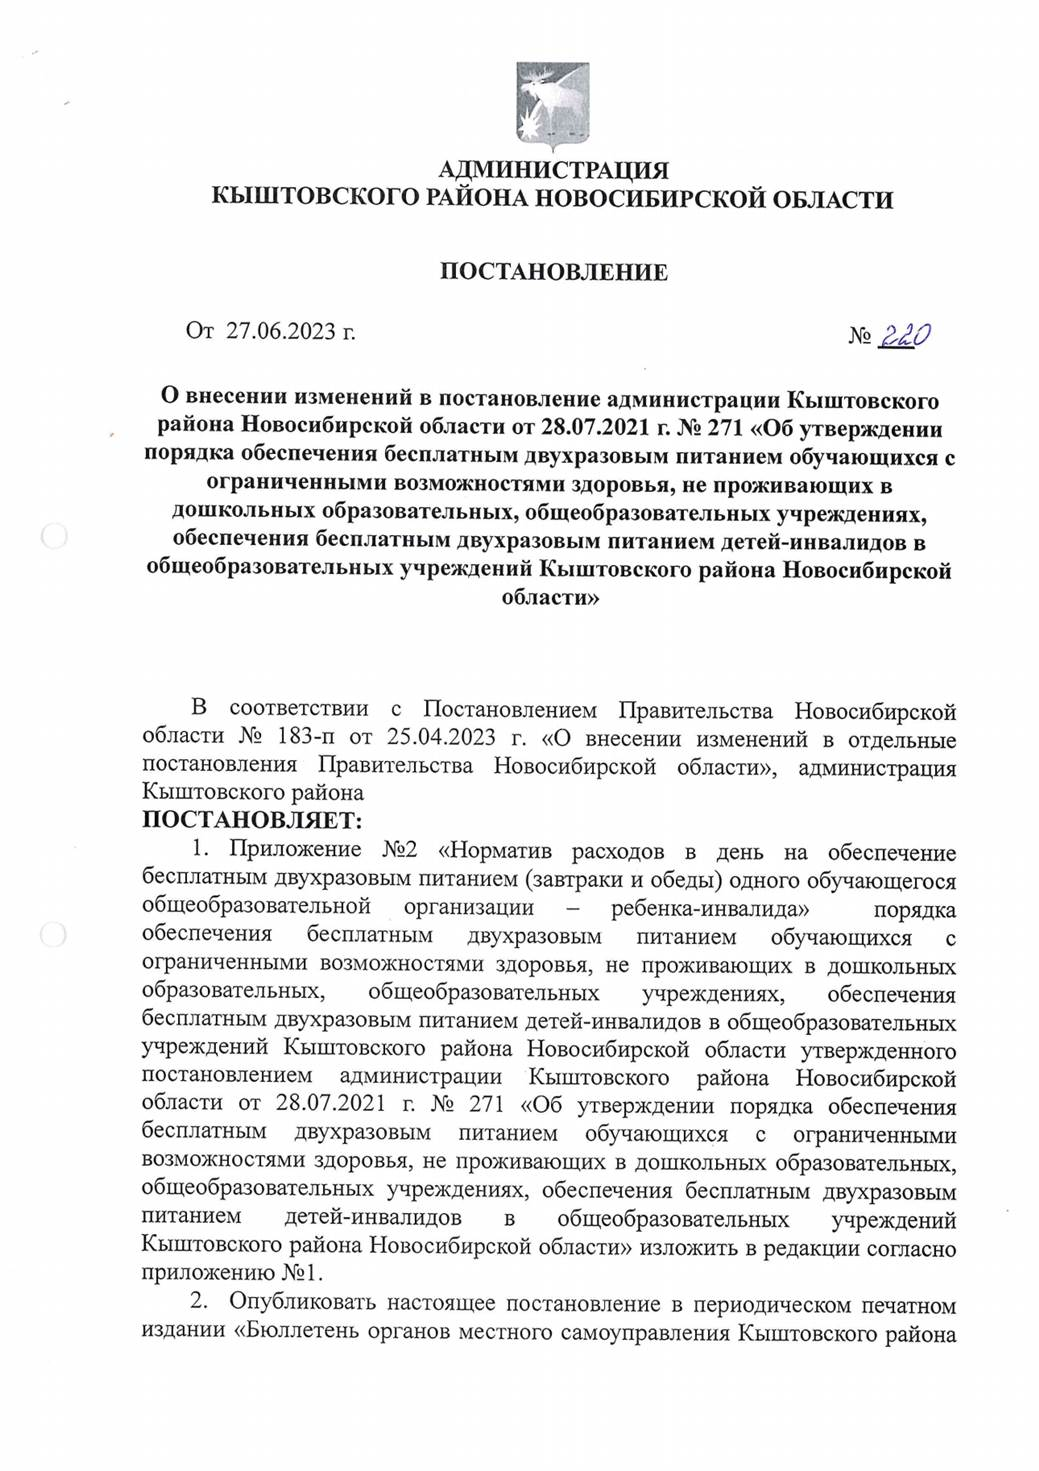 АДМИНИСТРАЦИЯ
КЫШТОВСКОГО РАЙОНА НОВОСИБИРСКОЙ ОБЛАСТИ
ПОСТАНОВЛЕНИЕ
От 27.06.2023 г. № 220
О внесении изменений в постановление администрации Кыштовского
района Новосибирской области от 28.07.2021 г. № 271 «Об утверждении
порядка обеспечения бесплатным двухразовым питанием обучающихся с
ограниченными возможностями здоровья, не проживающих в
дошкольных образовательных, общеобразовательных учреждениях,
обеспечения бесплатным двухразовым питанием детей-инвалидов в
общеобразовательных учреждений Кыштовского района Новосибирской
области»
В соответствии с Постановлением Правительства Новосибирской
области № 183-п от 25.04.2023 г. «О внесении изменений в отдельные
постановления Правительства Новосибирской области», администрация
Кыштовского района
ПОСТАНОВЛЯЕТ:
1. Приложение №2 «Норматив расходов в день на обеспечение
бесплатным двухразовым питанием (завтраки и обеды) одного обучающегося
общеобразовательной организации – ребенка-инвалида» порядка
обеспечения бесплатным двухразовым питанием обучающихся с
ограниченными возможностями здоровья, не проживающих в дошкольных
образовательных, общеобразовательных учреждениях, обеспечения
бесплатным двухразовым питанием детей-инвалидов в общеобразовательных
учреждений Кыштовского района Новосибирской области утвержденного
постановлением администрации Кыштовского района Новосибирской
области от 28.07.2021 г. № 271 «Об утверждении порядка обеспечения
бесплатным двухразовым питанием обучающихся с ограниченными
возможностями здоровья, не проживающих в дошкольных образовательных,
общеобразовательных учреждениях, обеспечения бесплатным двухразовым
питанием детей-инвалидов в общеобразовательных учреждений
Кыштовского района Новосибирской области» изложить в редакции согласно
приложению №1.
2. Опубликовать настоящее постановление в периодическом печатном
издании «Бюллетень органов местного самоуправления Кыштовского района